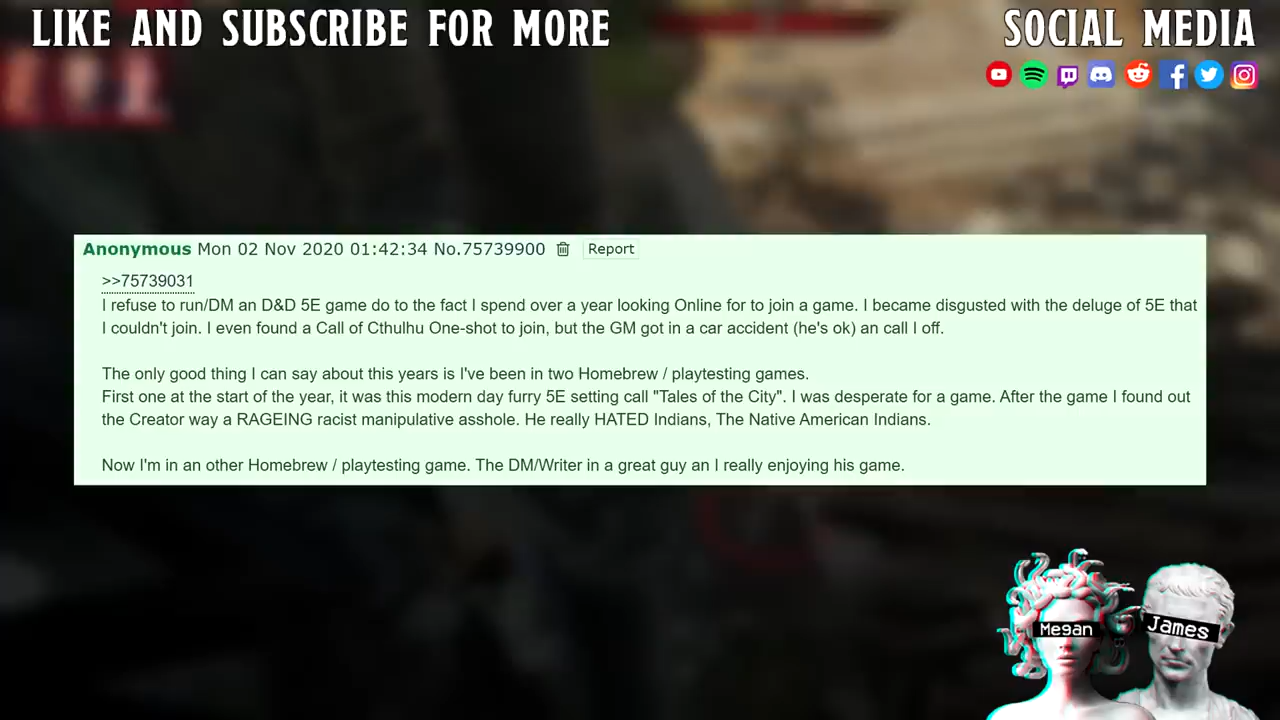 LIKE AND SUBSCRIBE FOR MORE
SOCIAL MEDIA
Anonymous Mon 02 Nov 2020 01:42:34 No.75739900 Report
>>75739031
I refuse to run/DM an D&D 5E game do to the fact I spend over a year looking Online for to join a game. I became disgusted with the deluge of 5E that
I couldn't join. I even found a Call of Cthulhu One-shot to join, but the GM got in a car accident (he's ok) an call I off.
The only good thing I can say about this years is I've been in two Homebrew / playtesting games.
First one at the start of the year, it was this modern day furry 5E setting call "Tales of the City". I was desperate for a game. After the game I found out
the Creator way a RAGEING racist manipulative asshole. He really HATED Indians, The Native American Indians.
Now I'm in an other Homebrew / playtesting game. The DM/Writer in a great guy an I really enjoying his game.
Megan
James